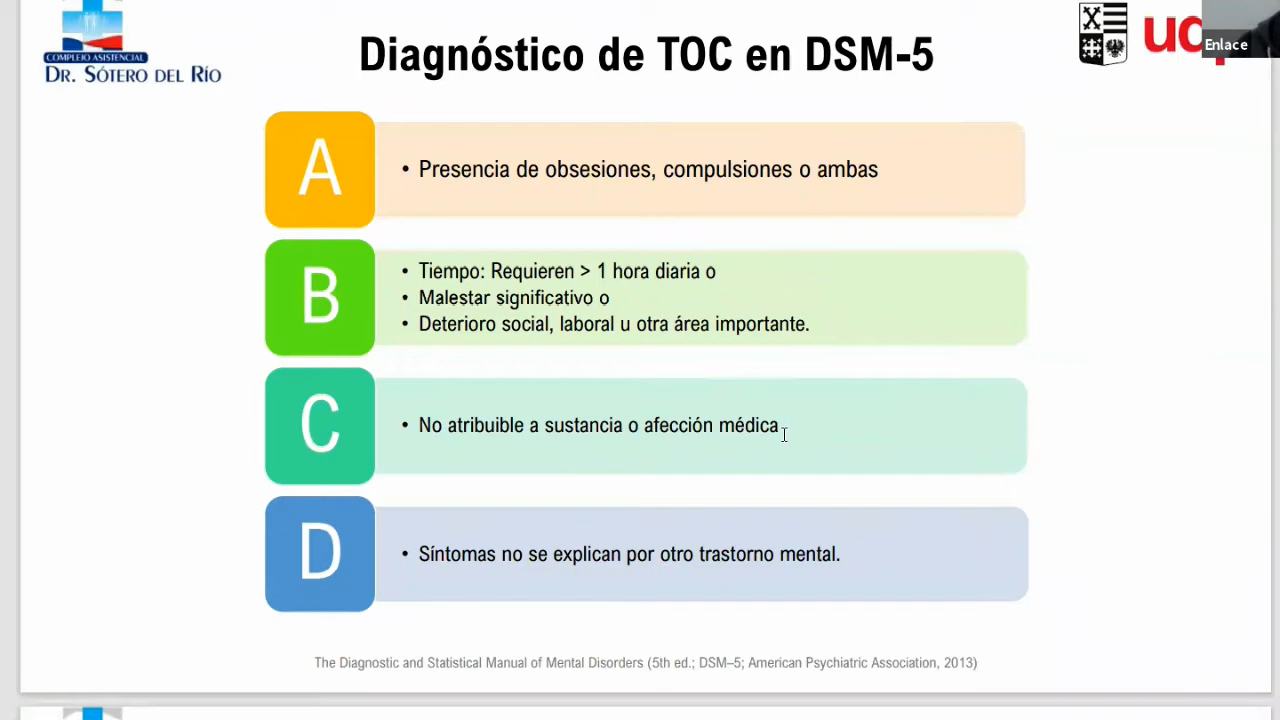 COMPLEJO ASISTENCIAL
DR. SÓTERO DEL RÍO
Diagnóstico de TOC en DSM-5
Enlace
A
• Presencia de obsesiones, compulsiones o ambas
B
• Tiempo: Requieren > 1 hora diaria o
• Malestar significativo o
• Deterioro social, laboral u otra área importante.
C
• No atribuible a sustancia o afección médica
D
• Síntomas no se explican por otro trastorno mental.
The Diagnostic and Statistical Manual of Mental Disorders (5th ed.; DSM–5; American Psychiatric Association, 2013)